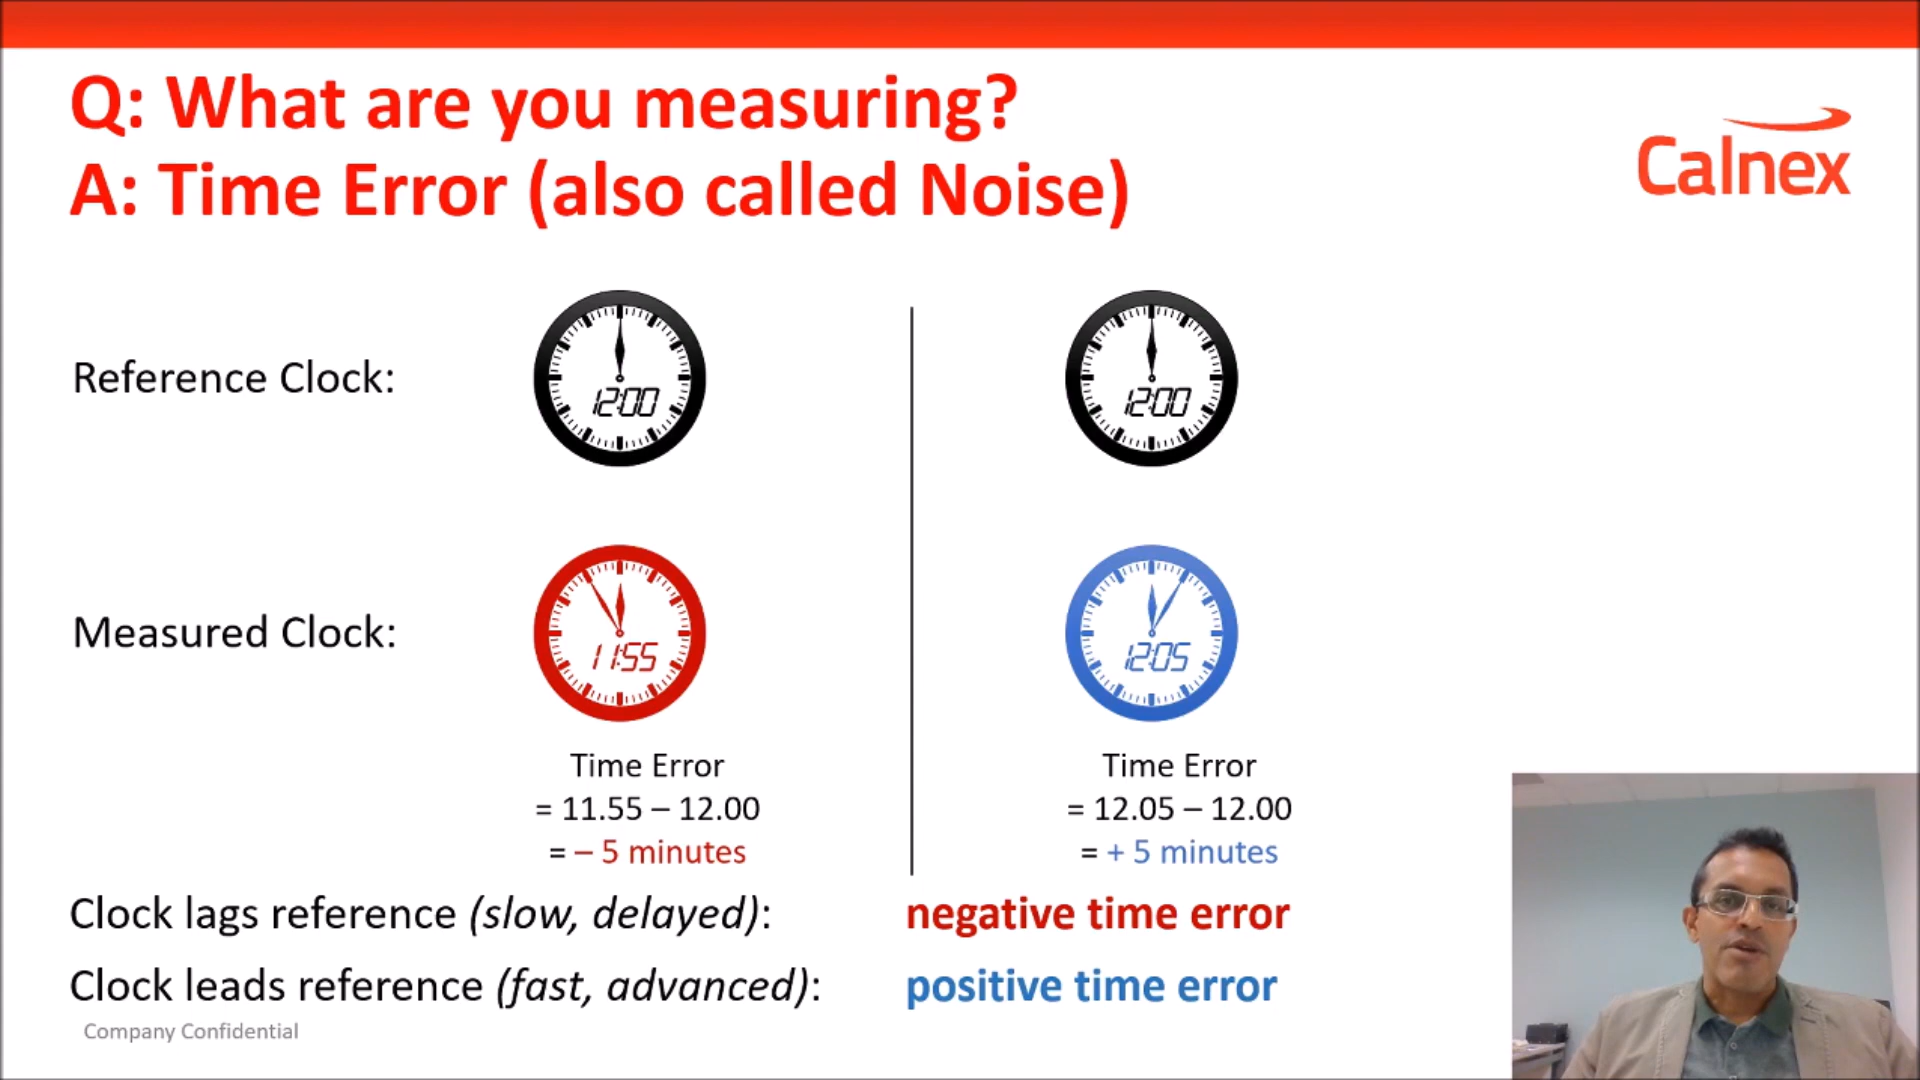 Q: What are you measuring?
A: Time Error (also called Noise)
Calnex
Reference Clock:
12:00
12:00
Measured Clock:
11:55
12:05
Time Error
= 11.55 – 12.00
= – 5 minutes
Time Error
= 12.05 – 12.00
= + 5 minutes
Clock lags reference (slow, delayed): negative time error
Clock leads reference (fast, advanced): positive time error
Company Confidential